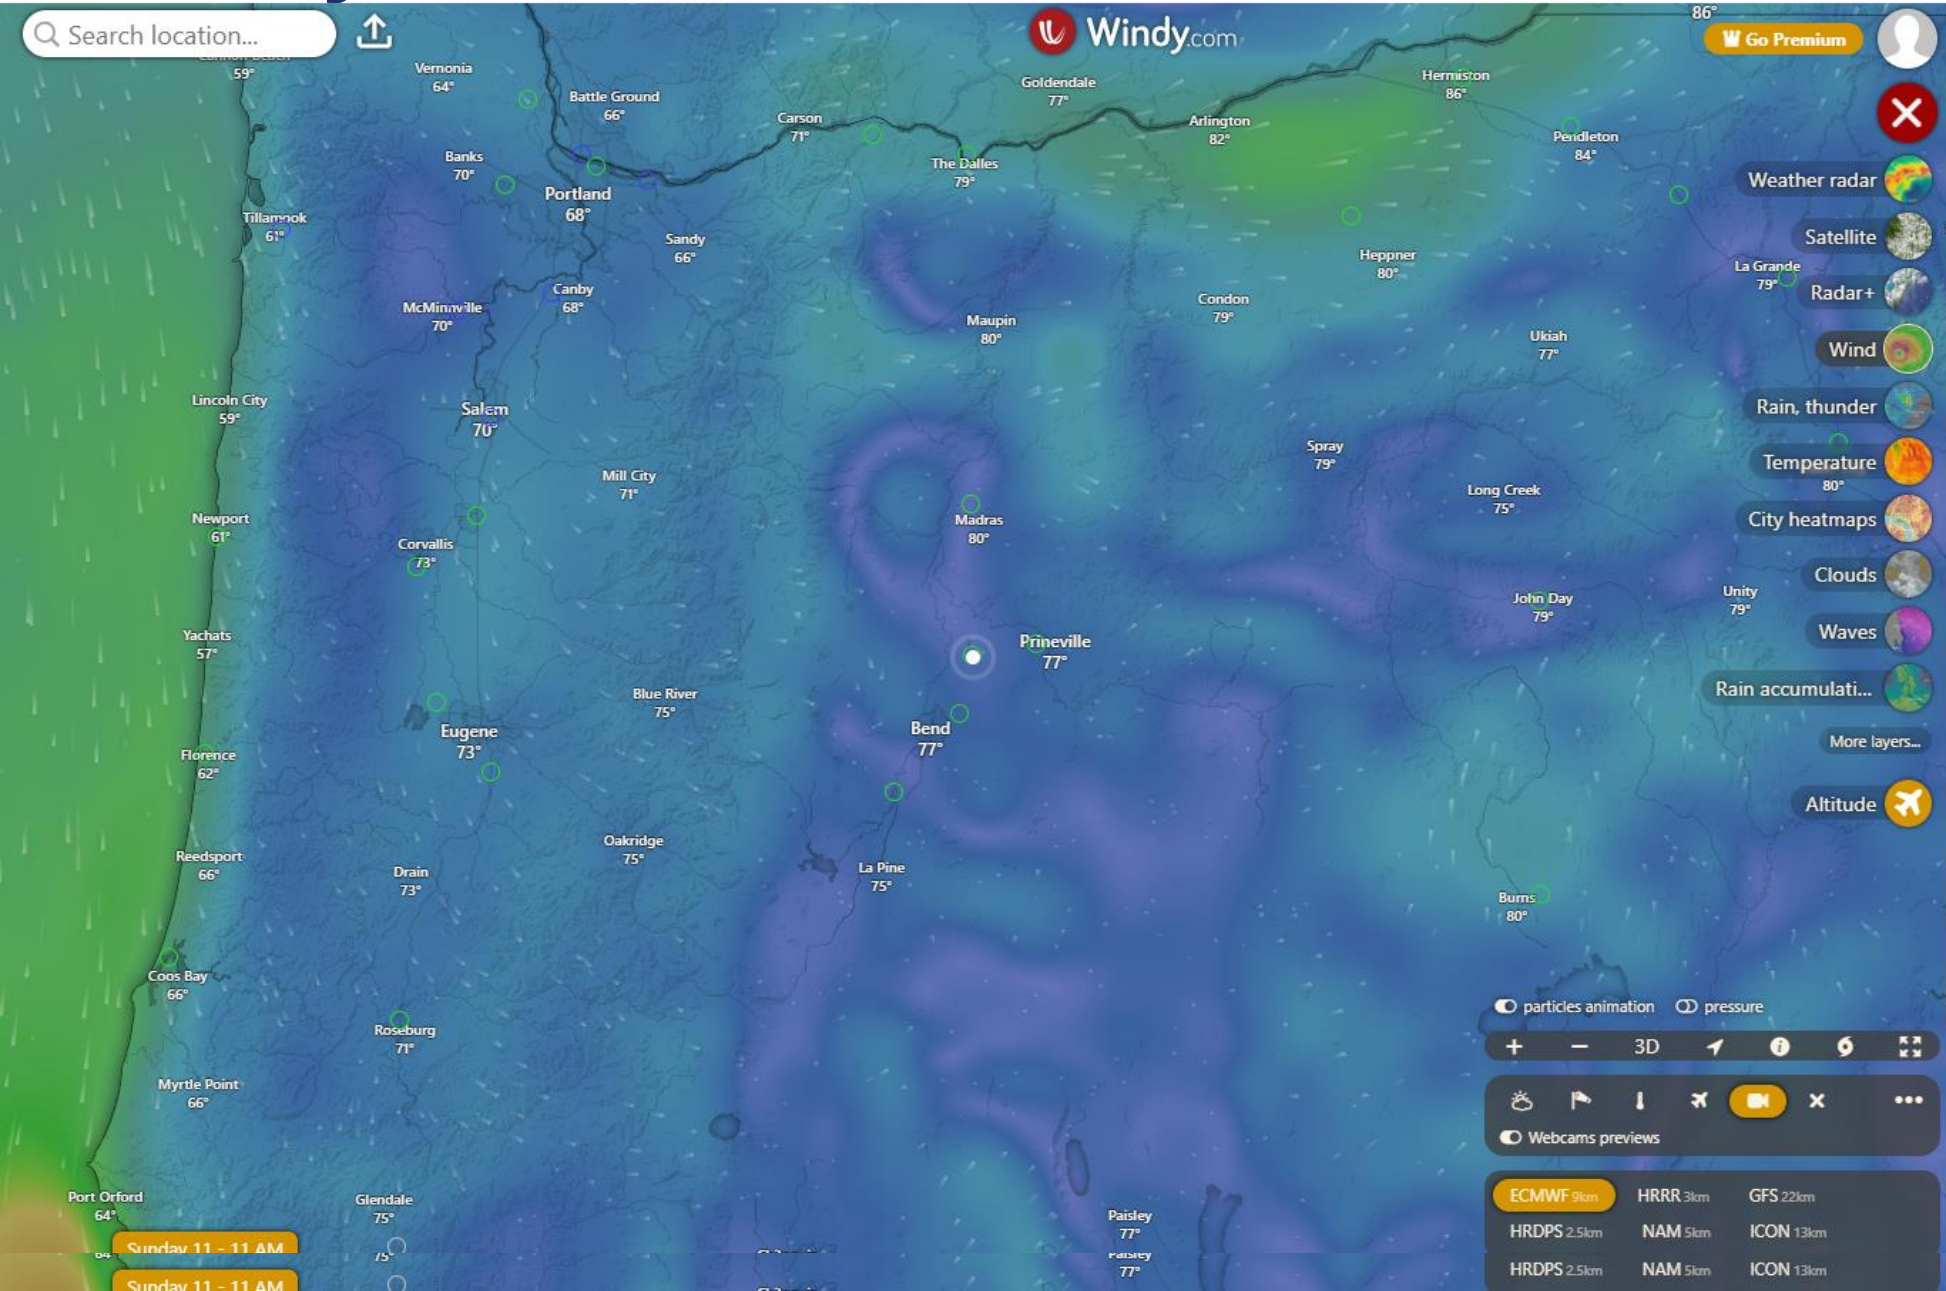 Search location...
Windy.com
86°
Go Premium
59°
Vernonia
64°
Battle Ground
66°
Goldendale
77°
Hermiston
86°
Carson
71°
Arlington
82°
Pendleton
84°
Banks
70°
The Dalles
79°
Portland
68°
Weather radar
Tillamook
61°
Sandy
66°
Satellite
Heppner
80°
La Grande
79°
Radar+
McMinnville
70°
Canby
68°
Condon
79°
Maupin
80°
Ukiah
77°
Wind
Lincoln City
59°
Salem
70°
Rain, thunder
Spray
79°
Temperature
80°
Mill City
71°
Long Creek
75°
Newport
61°
Madras
80°
City heatmaps
Corvallis
73°
Clouds
John Day
79°
Unity
79°
Yachats
57°
Prineville
77°
Waves
Blue River
75°
Rain accumulati...
Eugene
73°
Bend
77°
More layers...
Florence
62°
Altitude
Oakridge
75°
Reedsport
66°
Drain
73°
La Pine
75°
Burns
80°
Coos Bay
66°
particles animation pressure
Roseburg
71°
3D
Myrtle Point
66°
Webcams previews
Port Orford
64°
Glendale
75°
Paisley
77°
ECMWF 9km HRRR 3km GFS 22km
HRDPS 2.5km NAM 5km ICON 13km
Sunday 11 - 11 AM
64
75°
Paisley
77°
HRDPS 2.5km NAM 5km ICON 13km
Sunday 11 - 11 AM